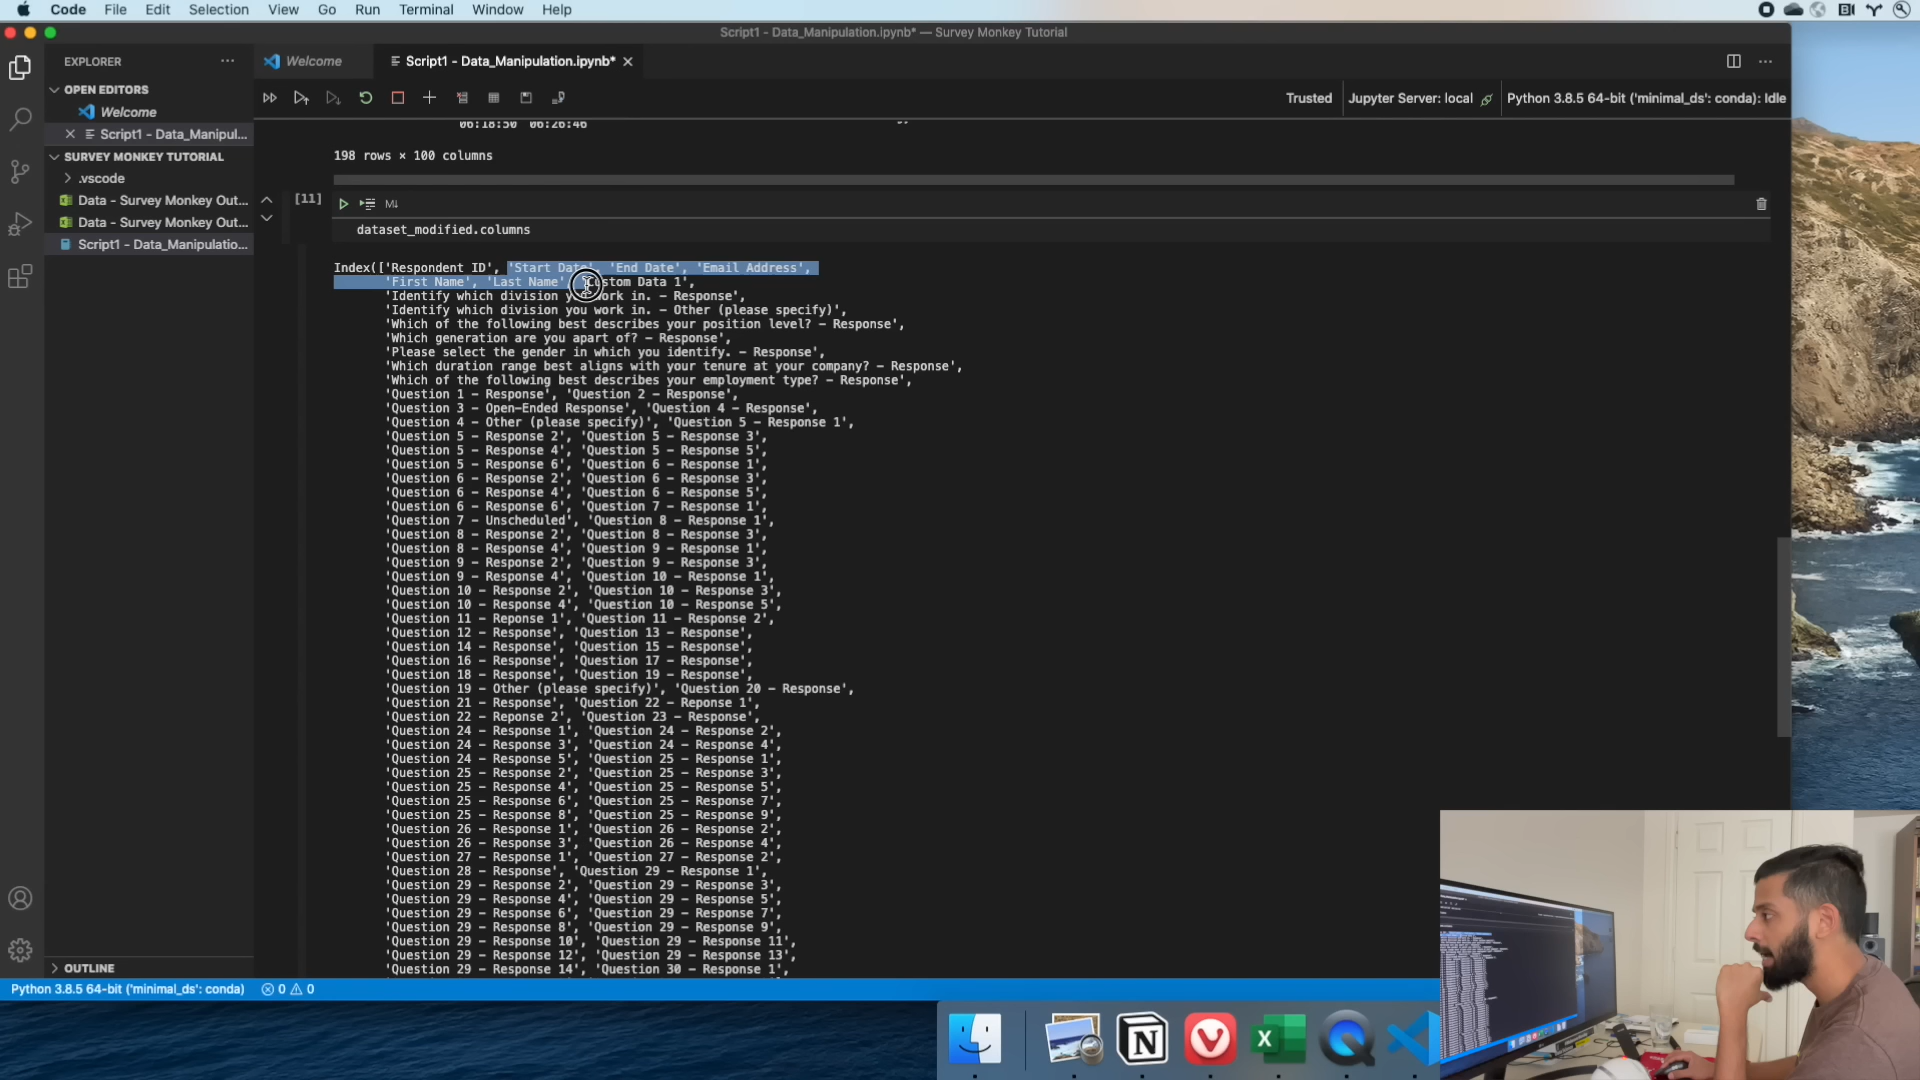 Code File Edit Selection View Go Run Terminal Window Help
Script1 - Data_Manipulation.ipynb* — Survey Monkey Tutorial
EXPLORER
Welcome
Script1 - Data_Manipulation.ipynb*
OPEN EDITORS
Welcome
Script1 - Data_Manipul...
SURVEY MONKEY TUTORIAL
.vscode
Data - Survey Monkey Out...
Data - Survey Monkey Out...
Script1 - Data_Manipulatio...
OUTLINE
Trusted
Jupyter Server: local
Python 3.8.5 64-bit ('minimal_ds': conda): Idle
06:18:50 06:26:46
198 rows × 100 columns
[11]
M↓
dataset_modified.columns
Index(['Respondent ID', 'Start Date', 'End Date', 'Email Address',
'First Name', 'Last Name', 'Custom Data 1',
'Identify which division you work in. - Response',
'Identify which division you work in. - Other (please specify)',
'Which of the following best describes your position level? - Response',
'Which generation are you apart of? - Response',
'Please select the gender in which you identify. - Response',
'Which duration range best aligns with your tenure at your company? - Response',
'Which of the following best describes your employment type? - Response',
'Question 1 - Response', 'Question 2 - Response',
'Question 3 - Open-Ended Response', 'Question 4 - Response',
'Question 4 - Other (please specify)', 'Question 5 - Response 1',
'Question 5 - Response 2', 'Question 5 - Response 3',
'Question 5 - Response 4', 'Question 5 - Response 5',
'Question 5 - Response 6', 'Question 6 - Response 1',
'Question 6 - Response 2', 'Question 6 - Response 3',
'Question 6 - Response 4', 'Question 6 - Response 5',
'Question 6 - Response 6', 'Question 7 - Response 1',
'Question 7 - Unscheduled', 'Question 8 - Response 1',
'Question 8 - Response 2', 'Question 8 - Response 3',
'Question 8 - Response 4', 'Question 9 - Response 1',
'Question 9 - Response 2', 'Question 9 - Response 3',
'Question 9 - Response 4', 'Question 10 - Response 1',
'Question 10 - Response 2', 'Question 10 - Response 3',
'Question 10 - Response 4', 'Question 10 - Response 5',
'Question 11 - Reponse 1', 'Question 11 - Response 2',
'Question 12 - Response', 'Question 13 - Response',
'Question 14 - Response', 'Question 15 - Response',
'Question 16 - Response', 'Question 17 - Response',
'Question 18 - Response', 'Question 19 - Response',
'Question 19 - Other (please specify)', 'Question 20 - Response',
'Question 21 - Response', 'Question 22 - Reponse 1',
'Question 22 - Reponse 2', 'Question 23 - Response',
'Question 24 - Response 1', 'Question 24 - Response 2',
'Question 24 - Response 3', 'Question 24 - Response 4',
'Question 24 - Response 5', 'Question 25 - Response 1',
'Question 25 - Response 2', 'Question 25 - Response 3',
'Question 25 - Response 4', 'Question 25 - Response 5',
'Question 25 - Response 6', 'Question 25 - Response 7',
'Question 25 - Response 8', 'Question 25 - Response 9',
'Question 26 - Response 1', 'Question 26 - Response 2',
'Question 26 - Response 3', 'Question 26 - Response 4',
'Question 27 - Response 1', 'Question 27 - Response 2',
'Question 28 - Response', 'Question 29 - Response 1',
'Question 29 - Response 2', 'Question 29 - Response 3',
'Question 29 - Response 4', 'Question 29 - Response 5',
'Question 29 - Response 6', 'Question 29 - Response 7',
'Question 29 - Response 8', 'Question 29 - Response 9',
'Question 29 - Response 10', 'Question 29 - Response 11',
'Question 29 - Response 12', 'Question 29 - Response 13',
'Question 29 - Response 14', 'Question 30 - Response 1',
Python 3.8.5 64-bit ('minimal_ds': conda) 0 0